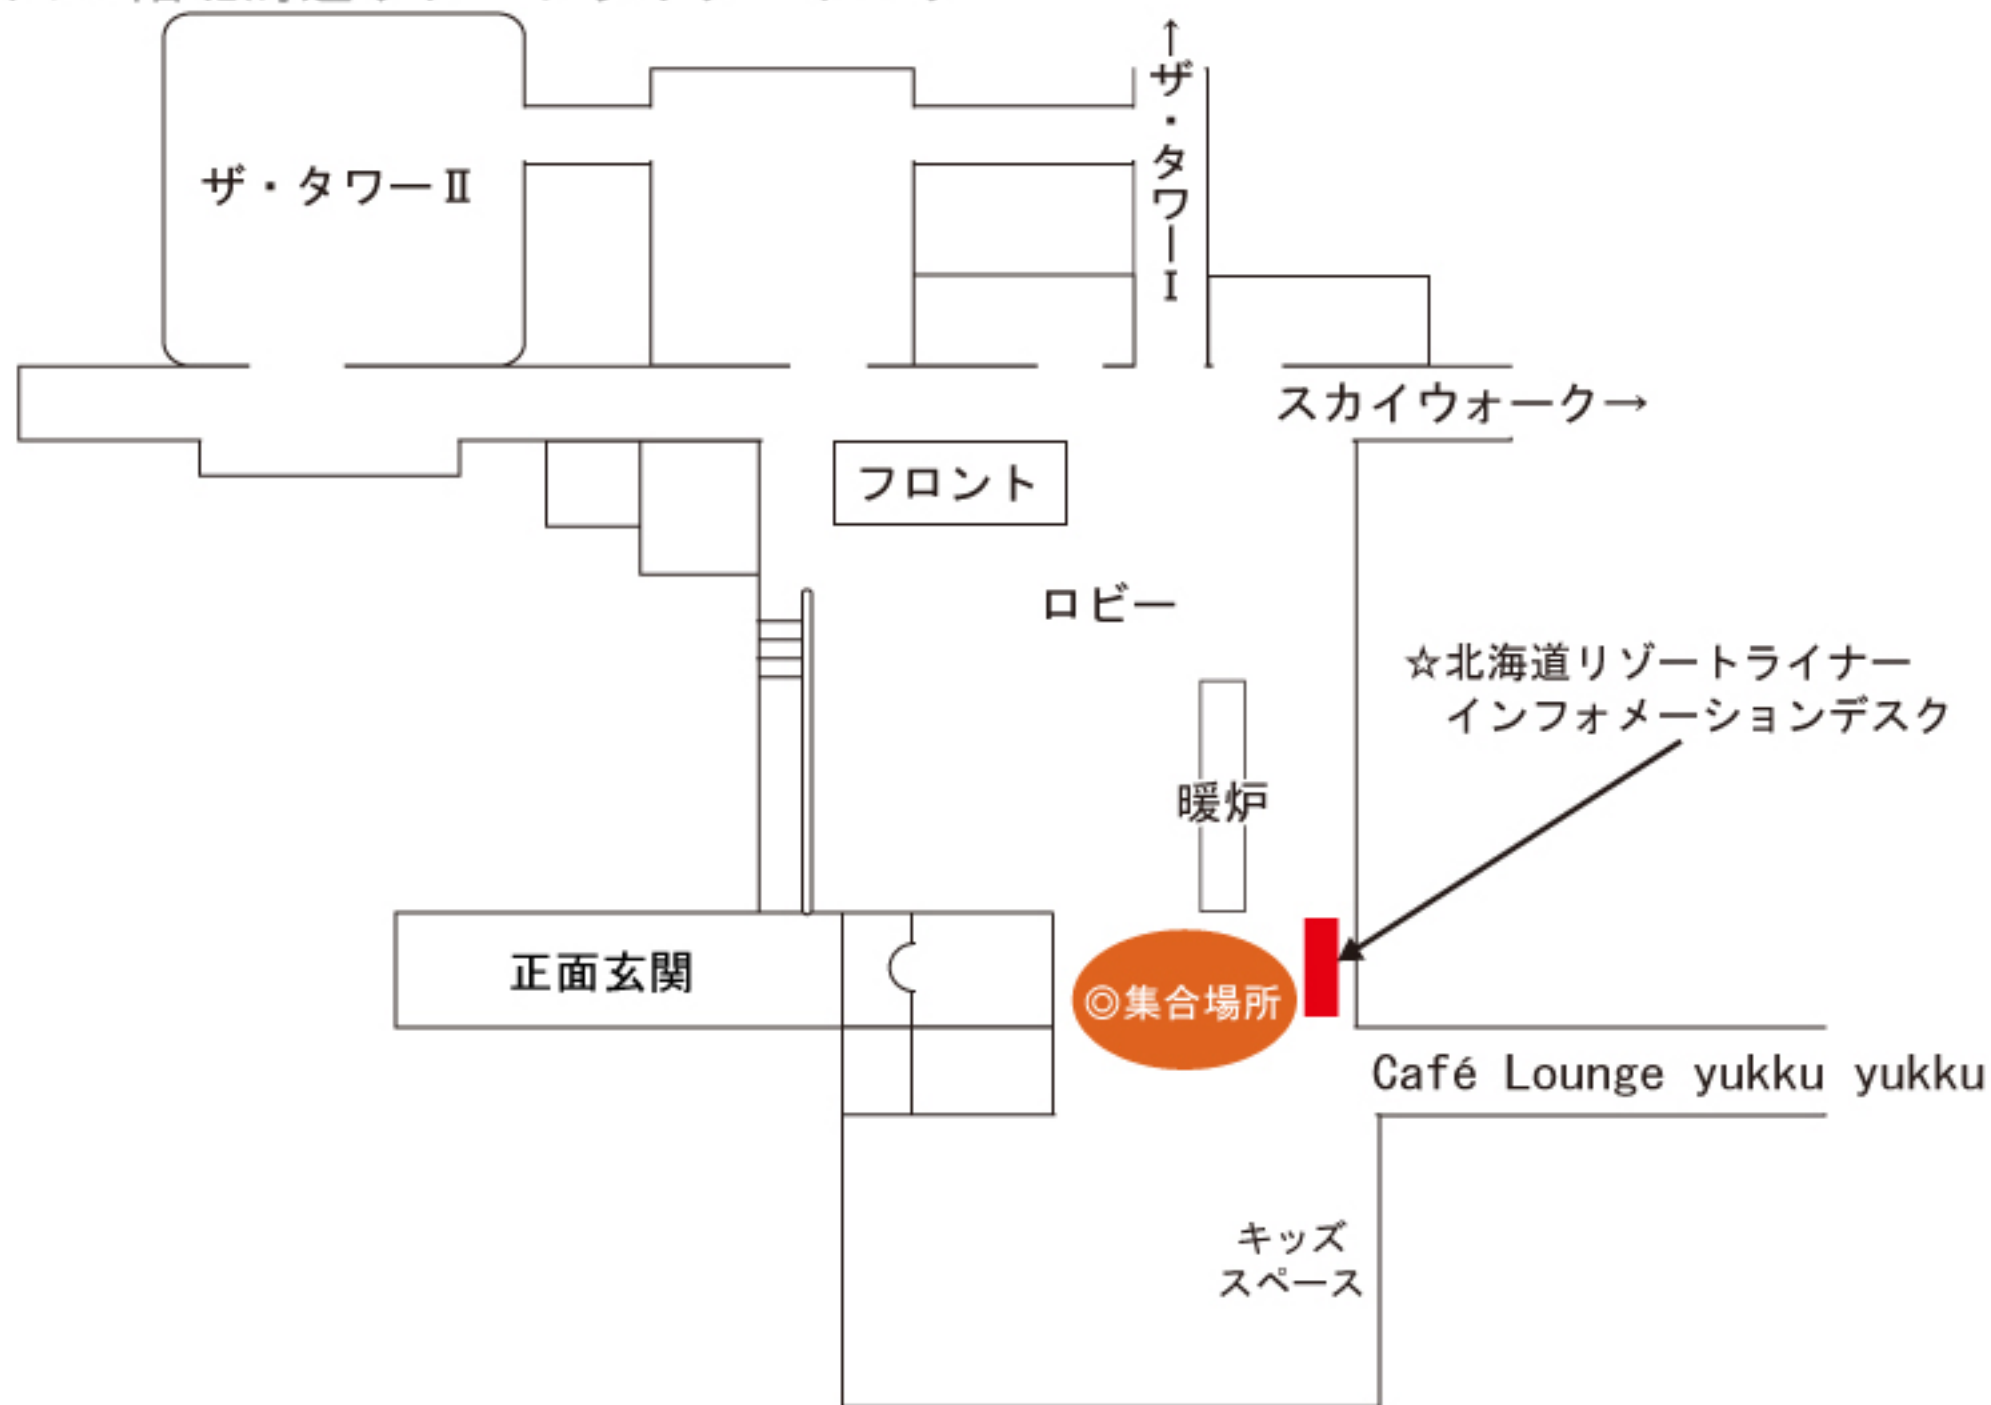 ↑ザ・タワーⅠ
ザ・タワーⅡ
スカイウォーク→
フロント
ロビー
☆北海道リゾートライナー
インフォメーションデスク
暖炉
正面玄関
◎集合場所
Café Lounge yukku yukku
キッズ
スペース